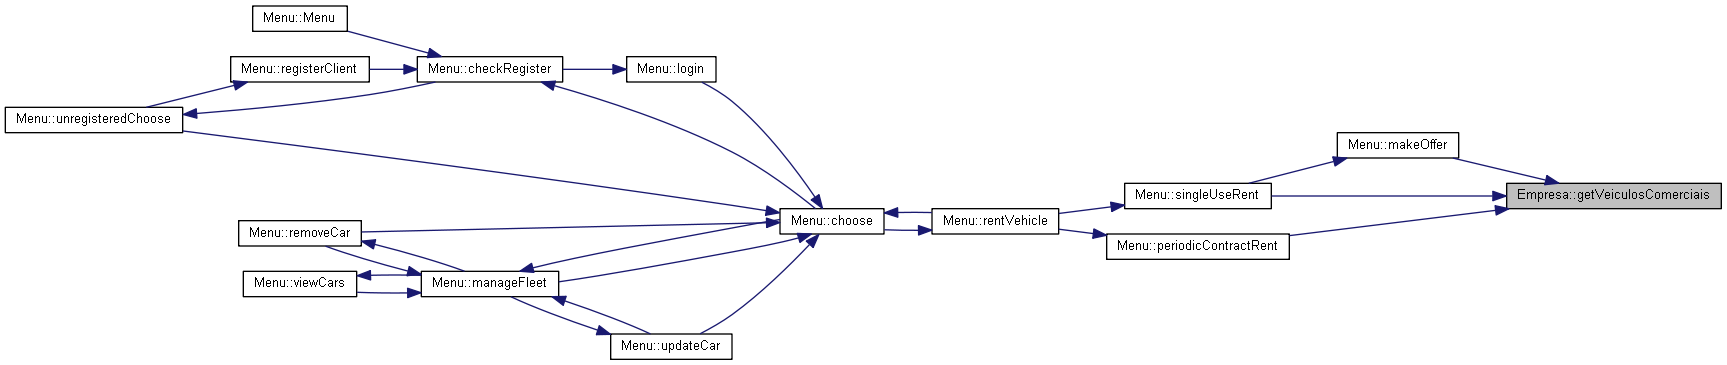 Menu::Menu
Menu::registerClient
Menu::checkRegister
Menu::login
Menu::unregisteredChoose
Menu::makeOffer
Menu::singleUseRent
Empresa::getVeiculosComerciais
Menu::choose
Menu::rentVehicle
Menu::removeCar
Menu::periodicContractRent
Menu::viewCars
Menu::manageFleet
Menu::updateCar